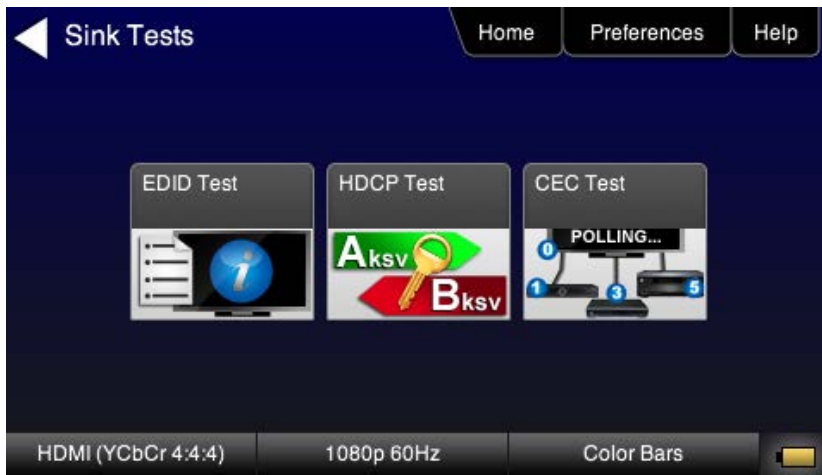 Sink Tests
Home
Preferences
Help
EDID Test
HDCP Test
CEC Test
i
Aksv
Bksv
POLLING...
0
1
3
5
HDMI (YCbCr 4:4:4)
1080p 60Hz
Color Bars